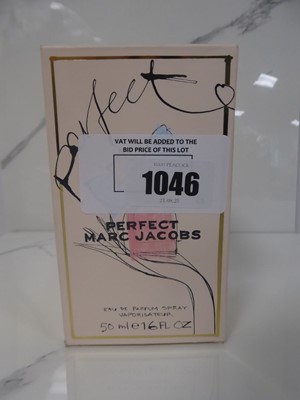 Perfect
VAT WILL BE ADDED TO THE
BID PRICE OF THIS LOT
1046
PERFECT
MARC JACOBS
EAU DE PARFUM SPRAY
VAPORISATEUR
50 ml e 1.6 FL OZ